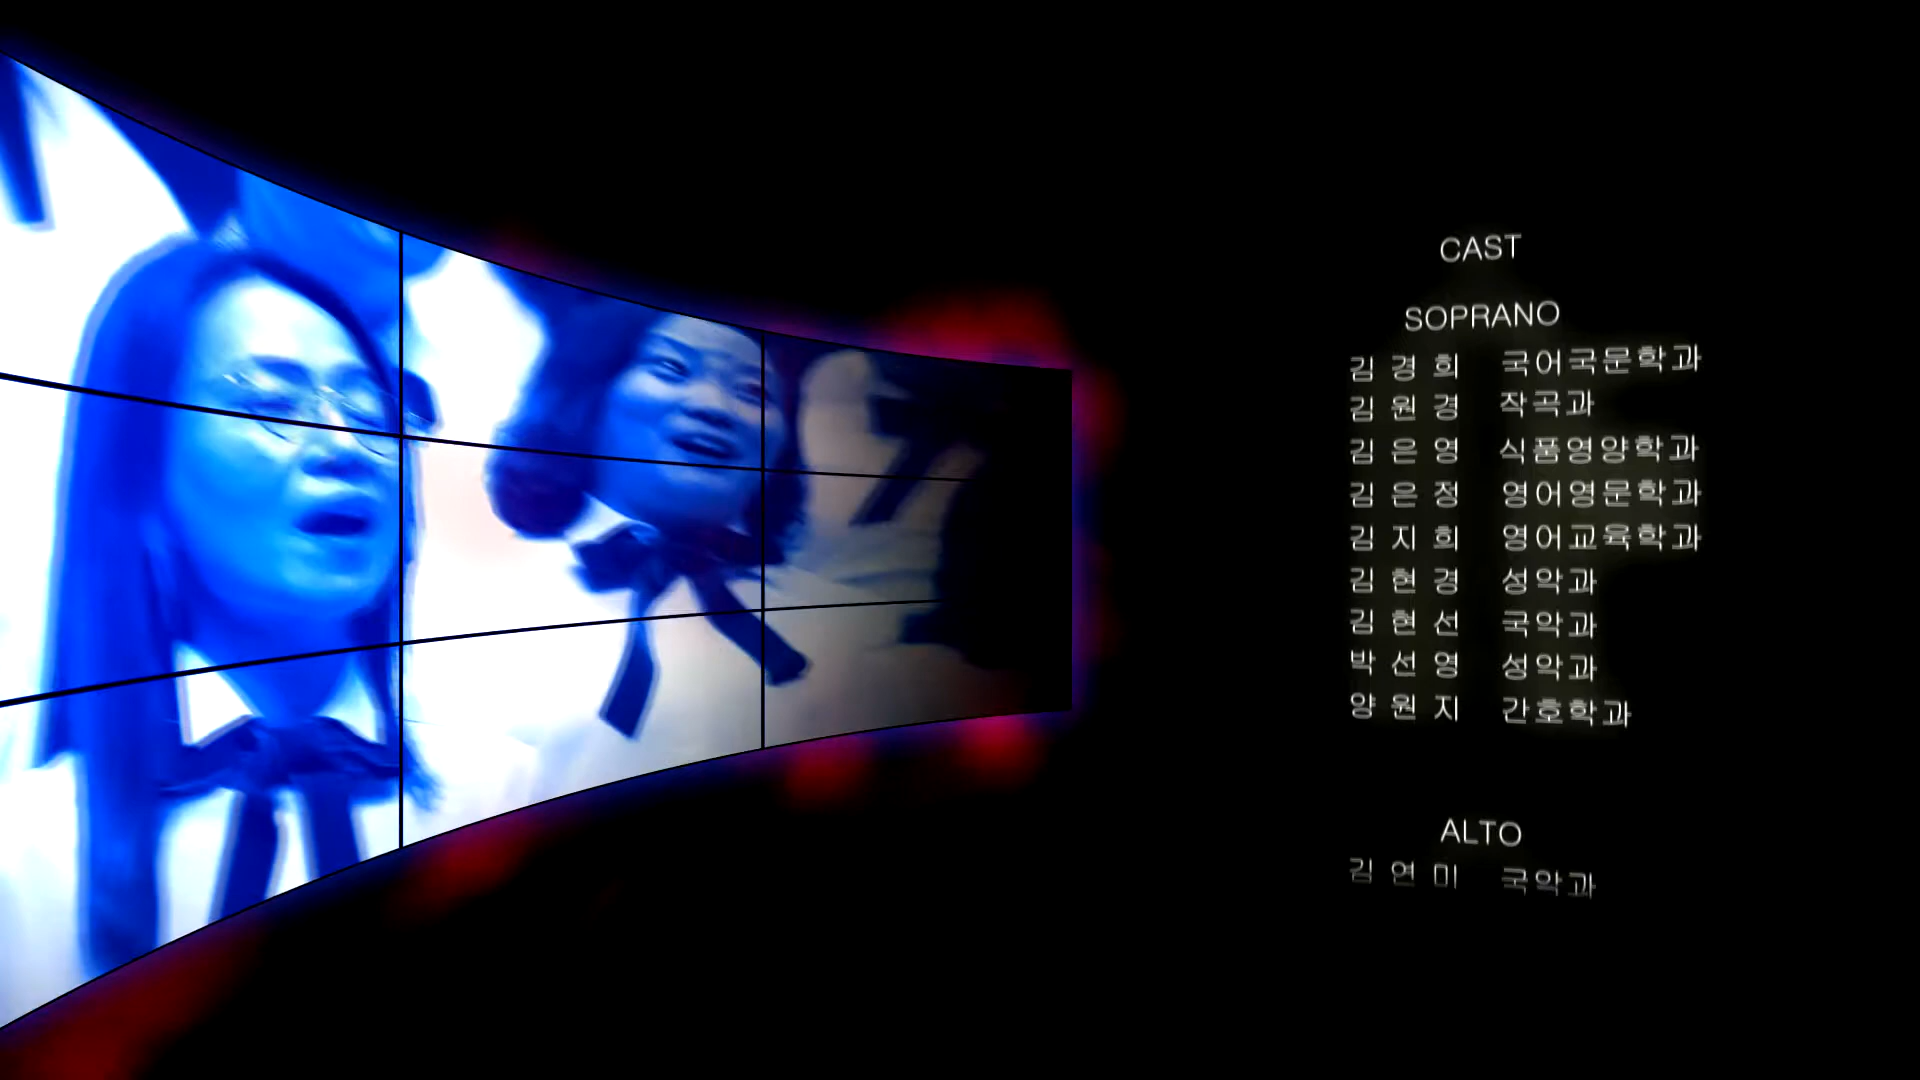 CAST
SOPRANO
김 경 희 국어국문학과
김 원 경 작곡과
김 은 영 식품영양학과
김 은 정 영어영문학과
김 지 희 영어교육학과
김 현 경 성악과
김 현 선 국악과
박 선 영 성악과
양 원 지 간호학과
ALTO
김 연 미 국악과